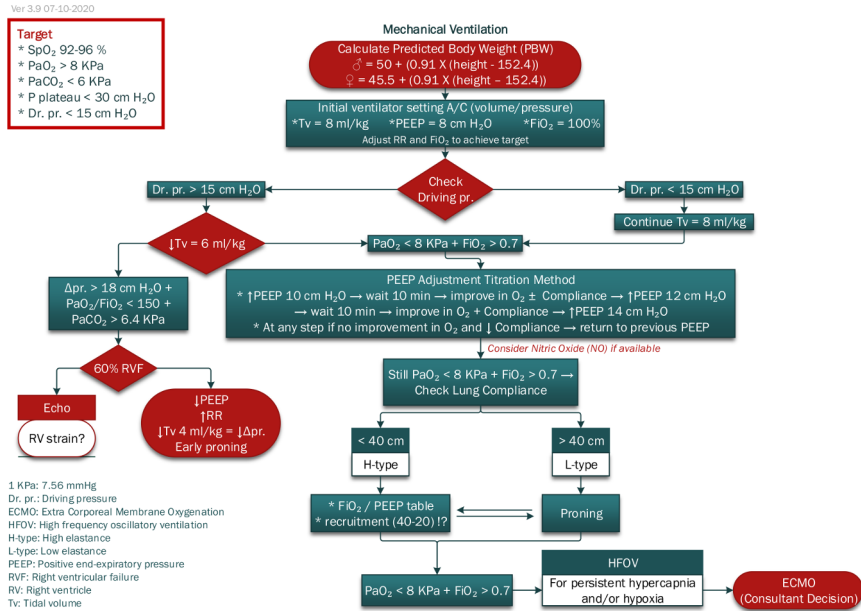 Ver 3.9 07-10-2020
Target
* SpO₂ 92-96 %
* PaO₂ > 8 KPa
* PaCO₂ < 6 KPa
* P plateau < 30 cm H₂O
* Dr. pr. < 15 cm H₂O
Mechanical Ventilation
Calculate Predicted Body Weight (PBW)
♂ = 50 + (0.91 X (height - 152.4))
♀ = 45.5 + (0.91 X (height – 152.4))
Initial ventilator setting A/C (volume/pressure)
*Tv = 8 ml/kg *PEEP = 8 cm H₂O *FiO₂ = 100%
Adjust RR and FiO₂ to achieve target
Check
Driving pr.
Dr. pr. > 15 cm H₂O
Dr. pr. < 15 cm H₂O
Continue Tv = 8 ml/kg
↓Tv = 6 ml/kg
PaO₂ < 8 KPa + FiO₂ > 0.7
Δpr. > 18 cm H₂O +
PaO₂/FiO₂ < 150 +
PaCO₂ > 6.4 KPa
PEEP Adjustment Titration Method
* ↑PEEP 10 cm H₂O → wait 10 min → improve in O₂ ± Compliance → ↑PEEP 12 cm H₂O
→ wait 10 min → improve in O₂ + Compliance → ↑PEEP 14 cm H₂O
* At any step if no improvement in O₂ and ↓ Compliance → return to previous PEEP
Consider Nitric Oxide (NO) if available
60% RVF
Echo
RV strain?
↓PEEP
↑RR
↓Tv 4 ml/kg = ↓Δpr.
Early proning
Still PaO₂ < 8 KPa + FiO₂ > 0.7 →
Check Lung Compliance
< 40 cm
H-type
> 40 cm
L-type
* FiO₂ / PEEP table
* recruitment (40-20) !?
Proning
PaO₂ < 8 KPa + FiO₂ > 0.7
HFOV
For persistent hypercapnia
and/or hypoxia
ECMO
(Consultant Decision)
1 KPa: 7.56 mmHg
Dr. pr.: Driving pressure
ECMO: Extra Corporeal Membrane Oxygenation
HFOV: High frequency oscillatory ventilation
H-type: High elastance
L-type: Low elastance
PEEP: Positive end-expiratory pressure
RVF: Right ventricular failure
RV: Right ventricle
Tv: Tidal volume